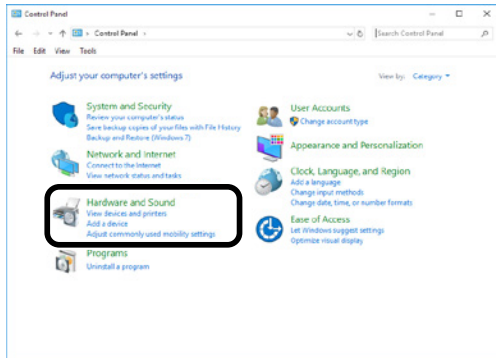 Control Panel
Control Panel
Search Control Panel
File Edit View Tools
Adjust your computer's settings
View by: Category
System and Security
Review your computer's status
Save backup copies of your files with File History
Backup and Restore (Windows 7)
Network and Internet
Connect to the Internet
View network status and tasks
Hardware and Sound
View devices and printers
Add a device
Adjust commonly used mobility settings
Programs
Uninstall a program
User Accounts
Change account type
Appearance and Personalization
Clock, Language, and Region
Add a language
Change input methods
Change date, time, or number formats
Ease of Access
Let Windows suggest settings
Optimize visual display